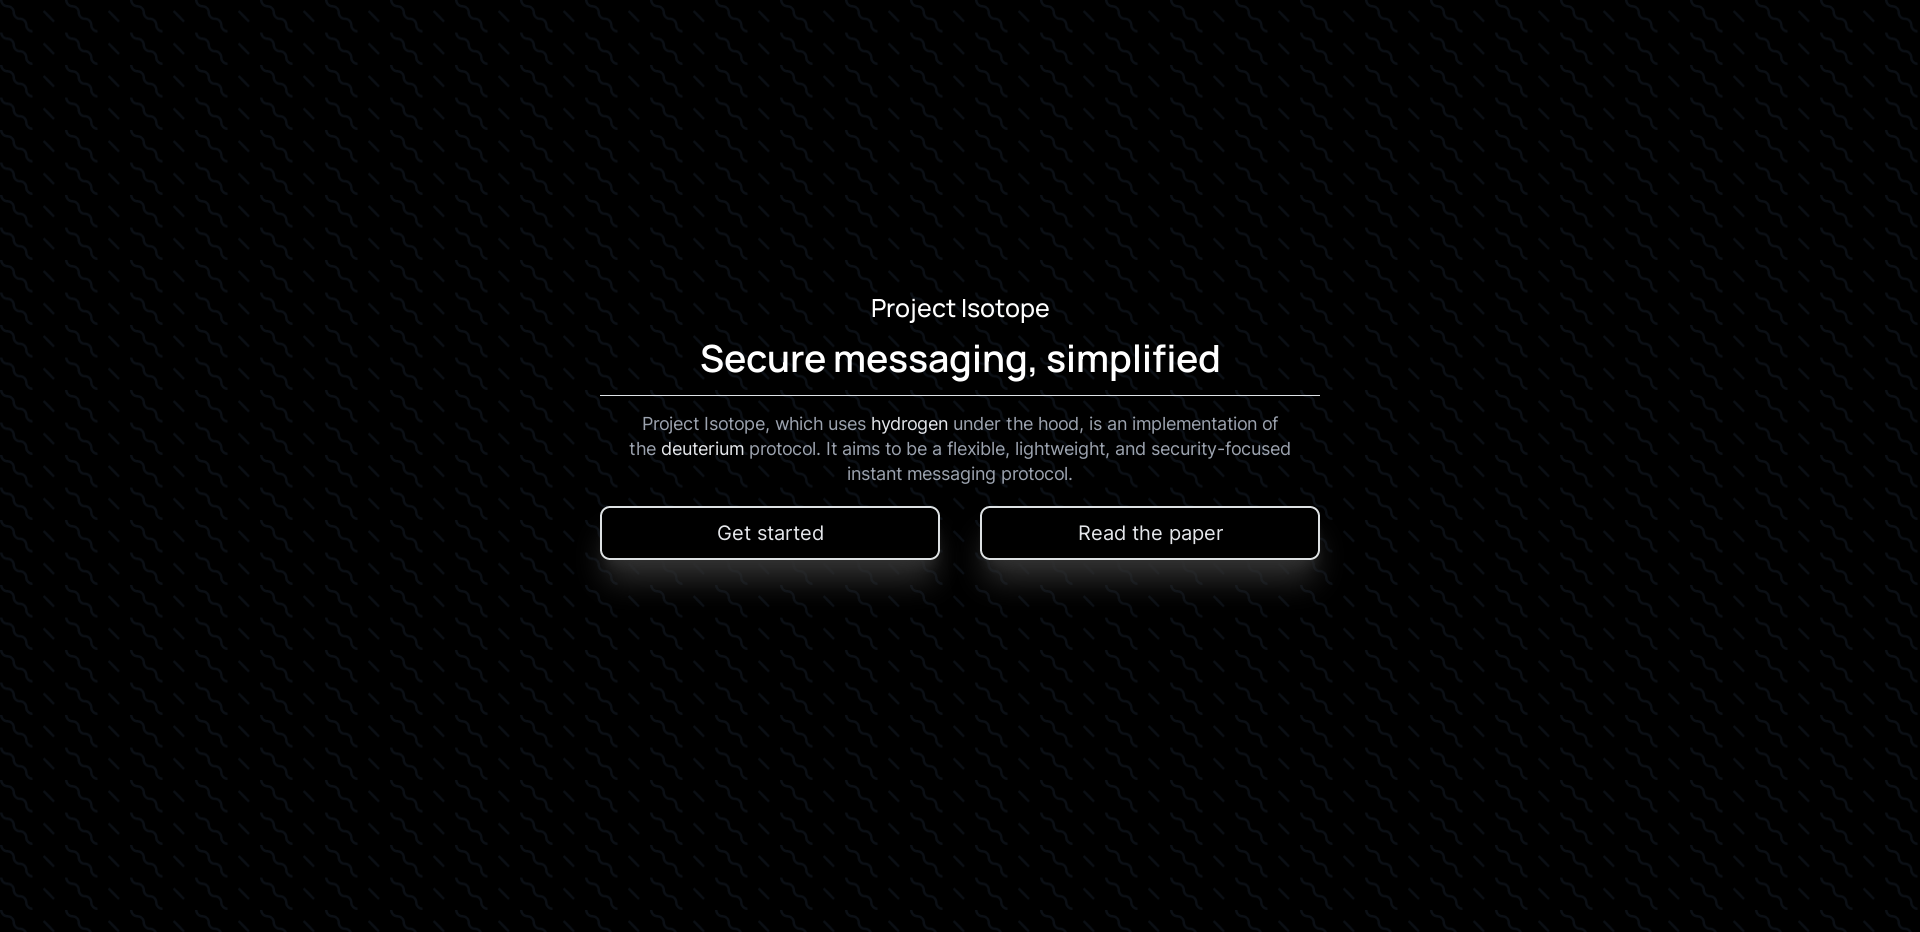 Project Isotope
Secure messaging, simplified
Project Isotope, which uses hydrogen under the hood, is an implementation of
the deuterium protocol. It aims to be a flexible, lightweight, and security-focused
instant messaging protocol.
Get started
Read the paper